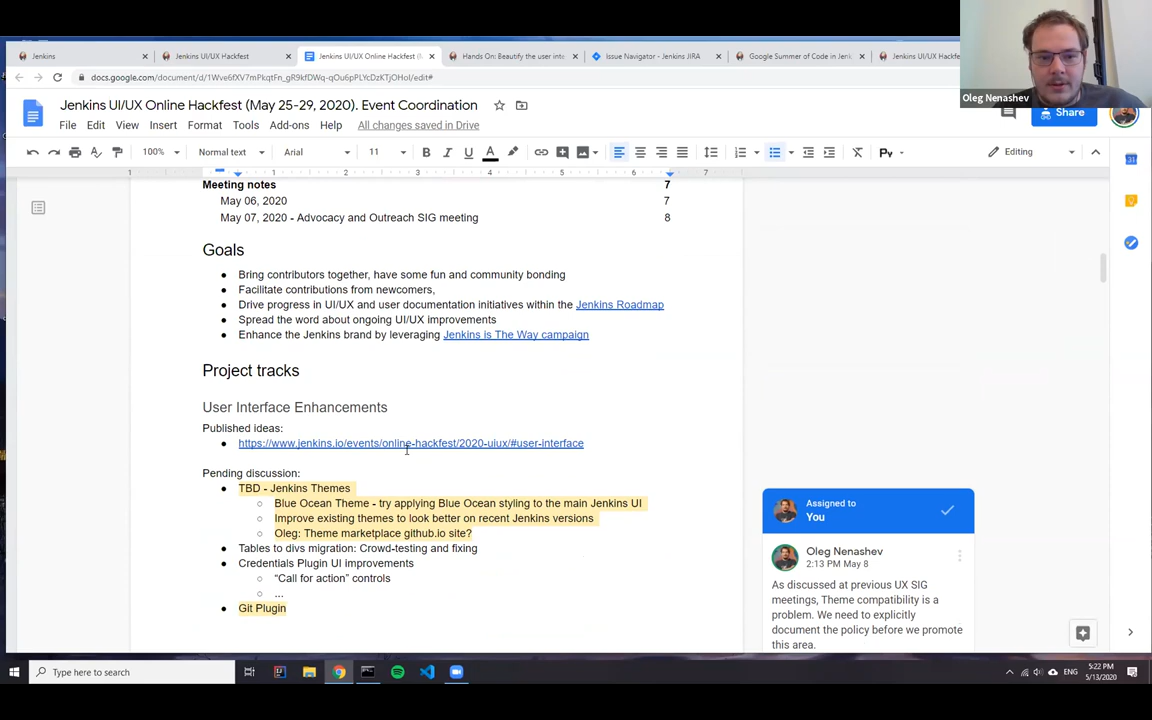 Jenkins
Jenkins UI/UX Hackfest
Jenkins UI/UX Online Hackfest (
Hands On: Beautify the user inte
Issue Navigator - Jenkins JIRA
Google Summer of Code in Jenki
Jenkins UI/UX Hackfe
docs.google.com/document/d/1Wve6fXV7mPkqtFn_gR9kfDWq-qOu6pPLYcDzKTjOHoI/edit#
Oleg Nenashev
Jenkins UI/UX Online Hackfest (May 25-29, 2020). Event Coordination
Share
File Edit View Insert Format Tools Add-ons Help All changes saved in Drive
100% Normal text Arial 11 B I U A Editing
1 1 2 3 4 5 6 7
Meeting notes 7
May 06, 2020 7
May 07, 2020 - Advocacy and Outreach SIG meeting 8
Goals
Bring contributors together, have some fun and community bonding
Facilitate contributions from newcomers,
Drive progress in UI/UX and user documentation initiatives within the Jenkins Roadmap
Spread the word about ongoing UI/UX improvements
Enhance the Jenkins brand by leveraging Jenkins is The Way campaign
Project tracks
User Interface Enhancements
Published ideas:
https://www.jenkins.io/events/online-hackfest/2020-uiux/#user-interface
Pending discussion:
TBD - Jenkins Themes
Blue Ocean Theme - try applying Blue Ocean styling to the main Jenkins UI
Improve existing themes to look better on recent Jenkins versions
Oleg: Theme marketplace github.io site?
Tables to divs migration: Crowd-testing and fixing
Credentials Plugin UI improvements
“Call for action” controls
...
Git Plugin
Assigned to
You
Oleg Nenashev
2:13 PM May 8
As discussed at previous UX SIG
meetings, Theme compatibility is a
problem. We need to explicitly
document the policy before we promote
this area.
Type here to search
ENG
5:22 PM
5/13/2020